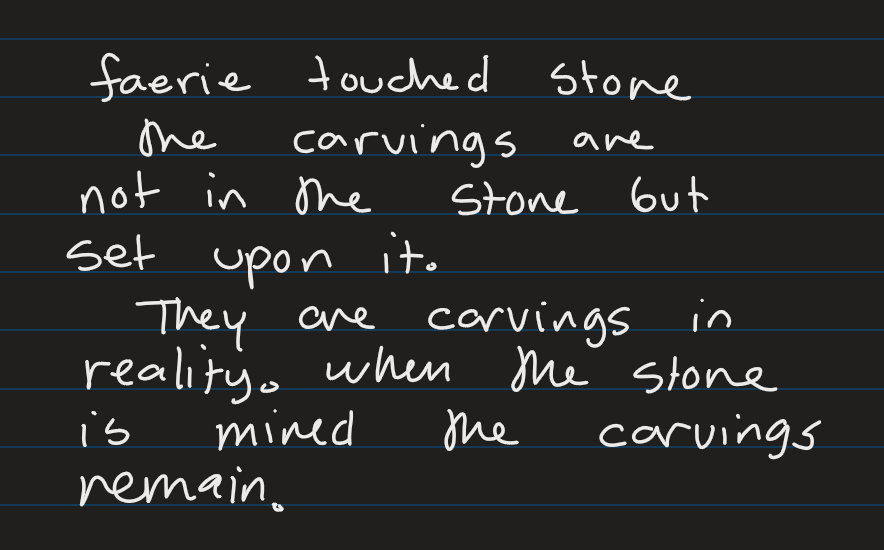 faerie touched stone
the carvings are
not in the stone but
set upon it.
They are carvings in
reality. when the stone
is mined the carvings
remain.